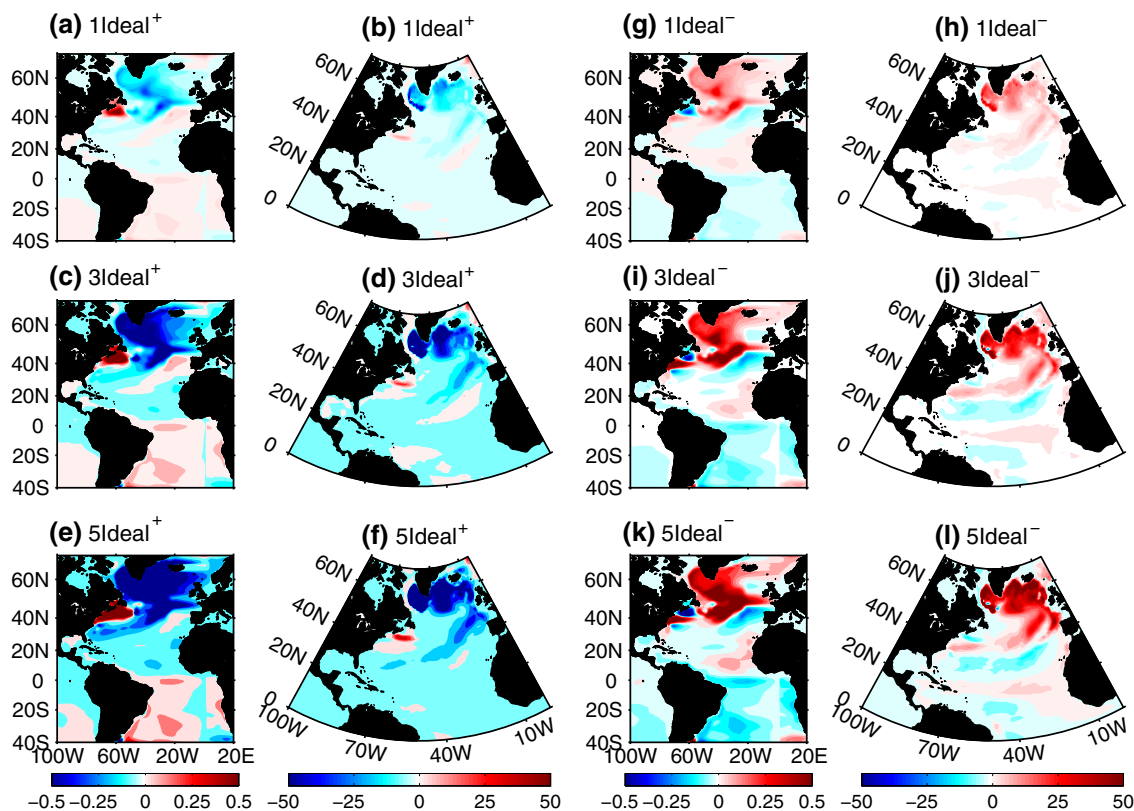 (a) 1Ideal+
(b) 1Ideal+
(g) 1Ideal−
(h) 1Ideal−
60N
40N
20N
0
20S
40S
60N
40N
20N
0
60N
40N
20N
0
20S
40S
60N
40N
20N
0
(c) 3Ideal+
(d) 3Ideal+
(i) 3Ideal−
(j) 3Ideal−
60N
40N
20N
0
20S
40S
60N
40N
20N
0
60N
40N
20N
0
20S
40S
60N
40N
20N
0
(e) 5Ideal+
(f) 5Ideal+
(k) 5Ideal−
(l) 5Ideal−
60N
40N
20N
0
20S
40S
100W 60W 20W 20E
60N
40N
20N
0
100W 70W 40W 10W
60N
40N
20N
0
20S
40S
100W 60W 20W 20E
60N
40N
20N
0
100W 70W 40W 10W
−0.5 −0.25 0 0.25 0.5
−50 −25 0 25 50
−0.5 −0.25 0 0.25 0.5
−50 −25 0 25 50